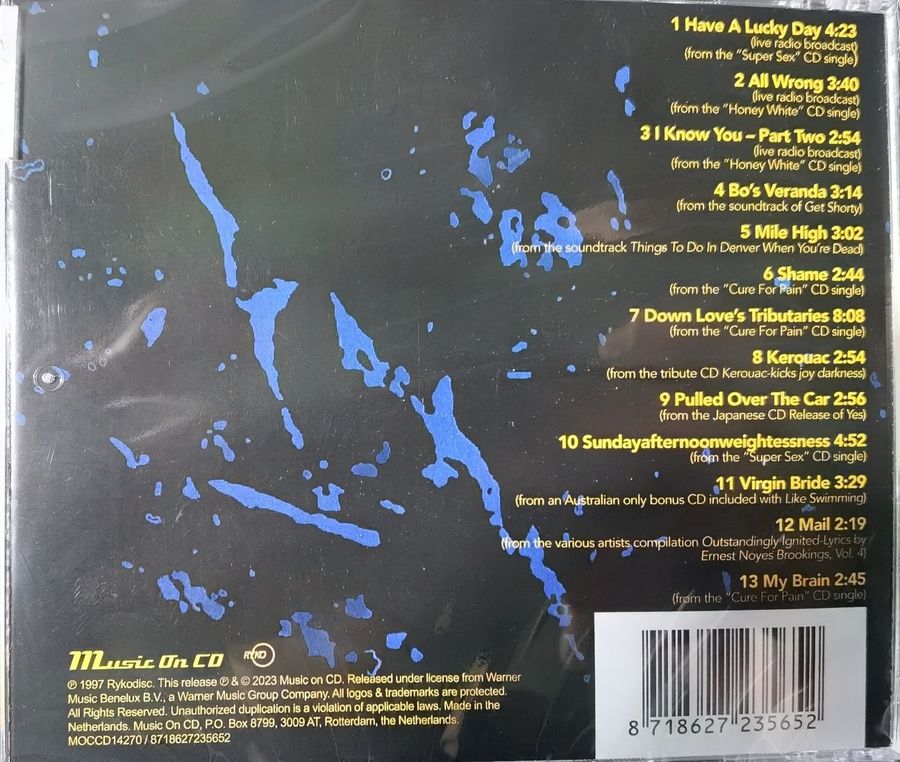 1 Have A Lucky Day 4:23
(live radio broadcast)
(from the "Super Sex" CD single)
2 All Wrong 3:40
(live radio broadcast)
(from the "Honey White" CD single)
3 I Know You – Part Two 2:54
(live radio broadcast)
(from the "Honey White" CD single)
4 Bo's Veranda 3:14
(from the soundtrack of Get Shorty)
5 Mile High 3:02
(from the soundtrack Things To Do In Denver When You're Dead)
6 Shame 2:44
(from the "Cure For Pain" CD single)
7 Down Love's Tributaries 8:08
(from the "Cure For Pain" CD single)
8 Kerouac 2:54
(from the tribute CD Kerouac-kicks joy darkness)
9 Pulled Over The Car 2:56
(from the Japanese CD Release of Yes)
10 Sundayafternoonweightessness 4:52
(from the "Super Sex" CD single)
11 Virgin Bride 3:29
(from an Australian only bonus CD included with Like Swimming)
12 Mail 2:19
(from the various artists compilation Outstandingly Ignited-Lyrics by
Ernest Noyes Brookings, Vol. 4)
13 My Brain 2:45
(from the "Cure For Pain" CD single)
Music On CD RYKO
℗ 1997 Rykodisc. This release ℗ & © 2023 Music on CD. Released under license from Warner
Music Benelux B.V., a Warner Music Group Company. All logos & trademarks are protected.
All Rights Reserved. Unauthorized duplication is a violation of applicable laws. Made in the
Netherlands. Music On CD, P.O. Box 8799, 3009 AT, Rotterdam, the Netherlands.
MOCCD14270 / 8718627235652
8 718627 235652